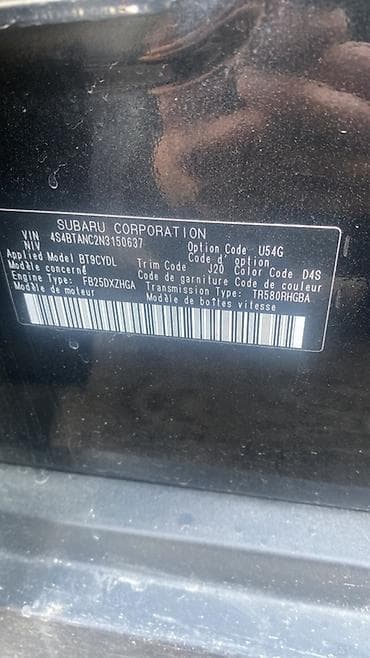 SUBARU CORPORATION
VIN 4S4BTANC2N3150637 Option Code U54G
NIV Code d' option
Applied Model BT9CYDL Trim Code J20 Color Code D4S
Modèle concerné Code de garniture Code de couleur
Engine Type: FB25DXZHGA Transmission Type: TR580RHGBA
Modèle de moteur Modèle de boîtes vitesse